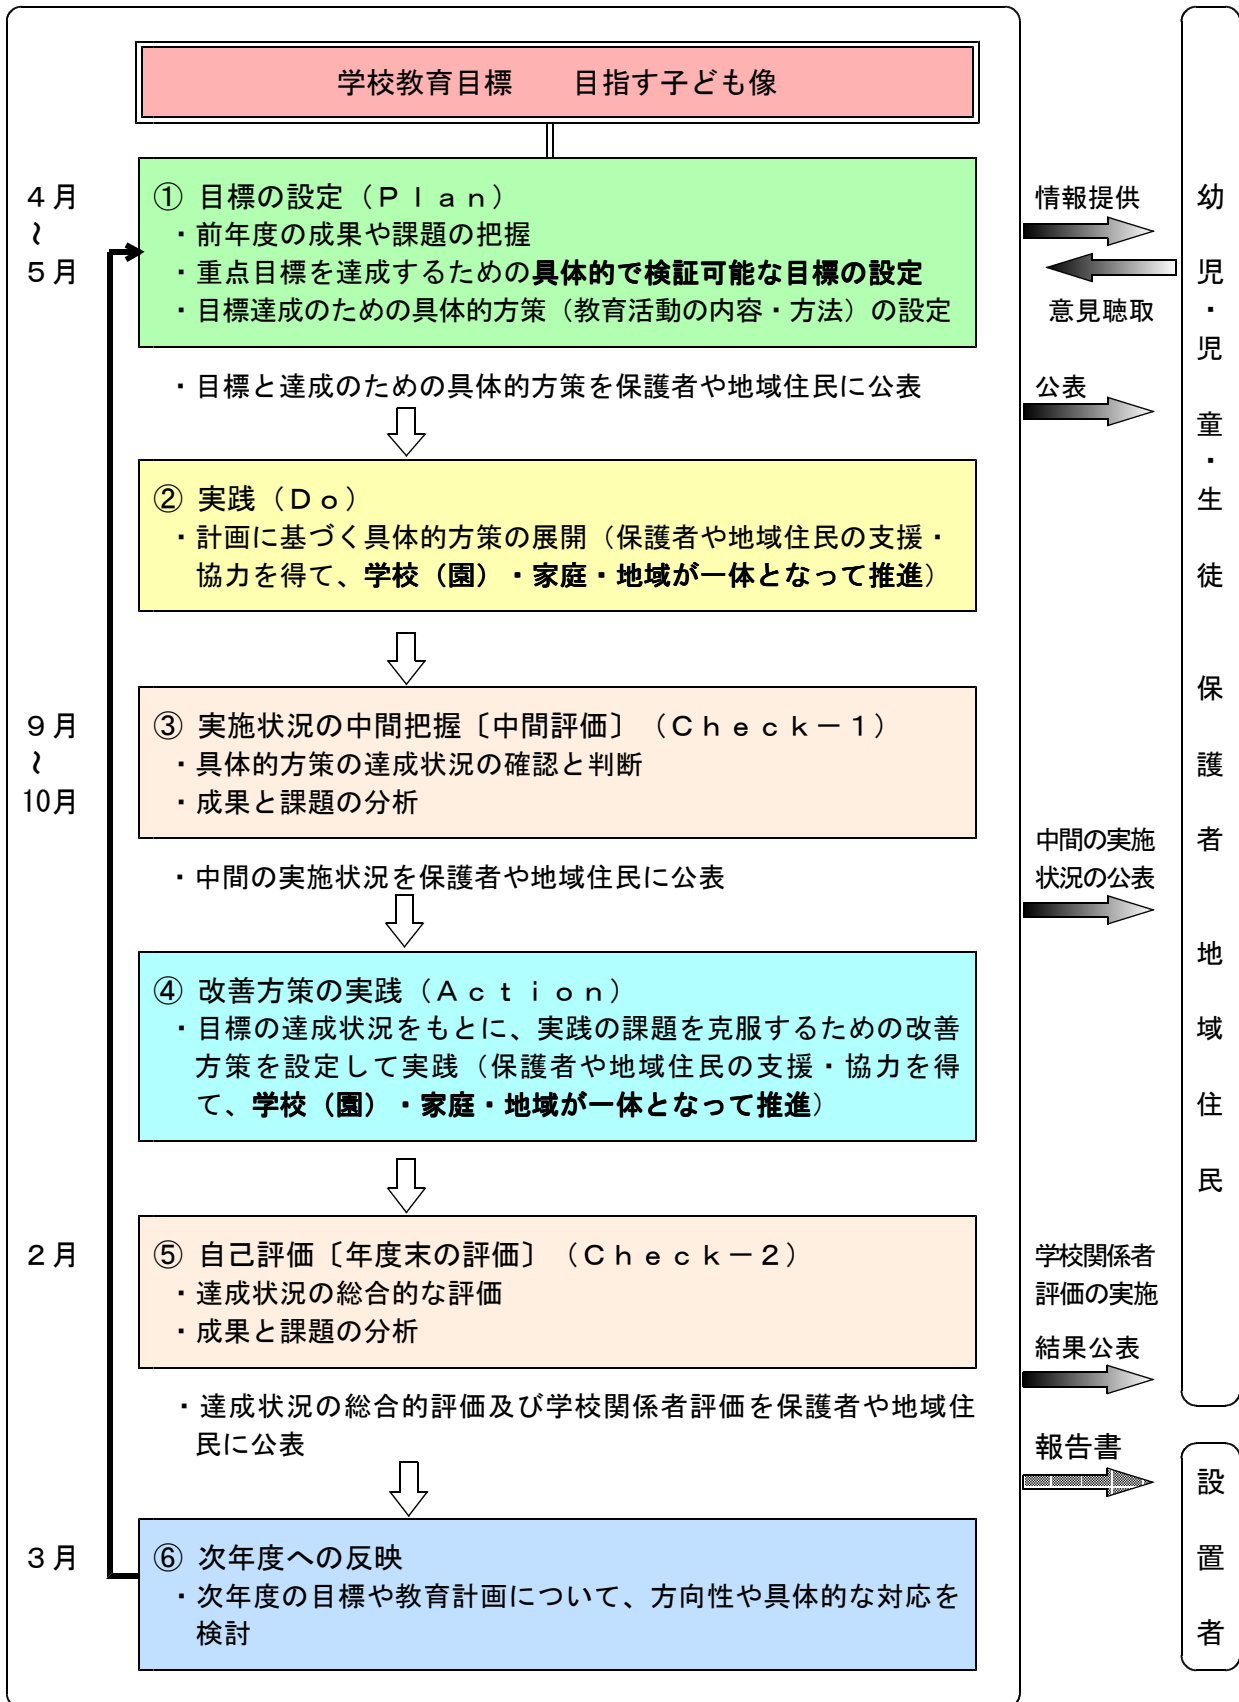 学校教育目標　　目指す子ども像
４月
～
５月
① 目標の設定（Ｐｌａｎ）
・前年度の成果や課題の把握
・重点目標を達成するための具体的で検証可能な目標の設定
・目標達成のための具体的方策（教育活動の内容・方法）の設定
情報提供
意見聴取
・目標と達成のための具体的方策を保護者や地域住民に公表
公表
② 実践（Ｄｏ）
・計画に基づく具体的方策の展開（保護者や地域住民の支援・
協力を得て、学校（園）・家庭・地域が一体となって推進）
９月
～
10月
③ 実施状況の中間把握〔中間評価〕（Ｃｈｅｃｋ－１）
・具体的方策の達成状況の確認と判断
・成果と課題の分析
・中間の実施状況を保護者や地域住民に公表
中間の実施
状況の公表
④ 改善方策の実践（Ａｃｔｉｏｎ）
・目標の達成状況をもとに、実践の課題を克服するための改善
方策を設定して実践（保護者や地域住民の支援・協力を得
て、学校（園）・家庭・地域が一体となって推進）
２月
⑤ 自己評価〔年度末の評価〕（Ｃｈｅｃｋ－２）
・達成状況の総合的な評価
・成果と課題の分析
学校関係者
評価の実施
結果公表
・達成状況の総合的評価及び学校関係者評価を保護者や地域住
民に公表
報告書
３月
⑥ 次年度への反映
・次年度の目標や教育計画について、方向性や具体的な対応を
検討
幼児・児童・生徒　保護者　地域住民
設置者